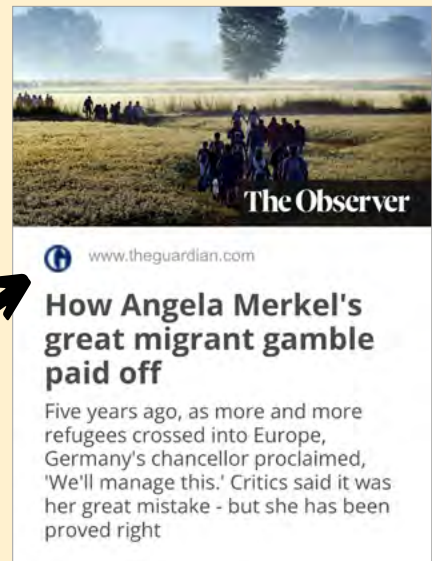 The Observer
www.theguardian.com
How Angela Merkel's
great migrant gamble
paid off
Five years ago, as more and more
refugees crossed into Europe,
Germany's chancellor proclaimed,
'We'll manage this.' Critics said it was
her great mistake - but she has been
proved right